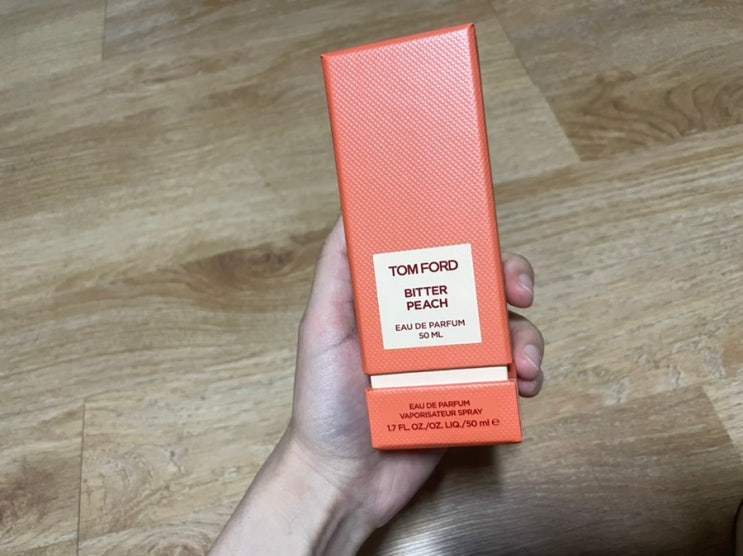 TOM FORD
BITTER
PEACH
EAU DE PARFUM
50 ML
EAU DE PARFUM
VAPORISATEUR SPRAY
1.7 FL. OZ./OZ. LIQ./50 ml ℮